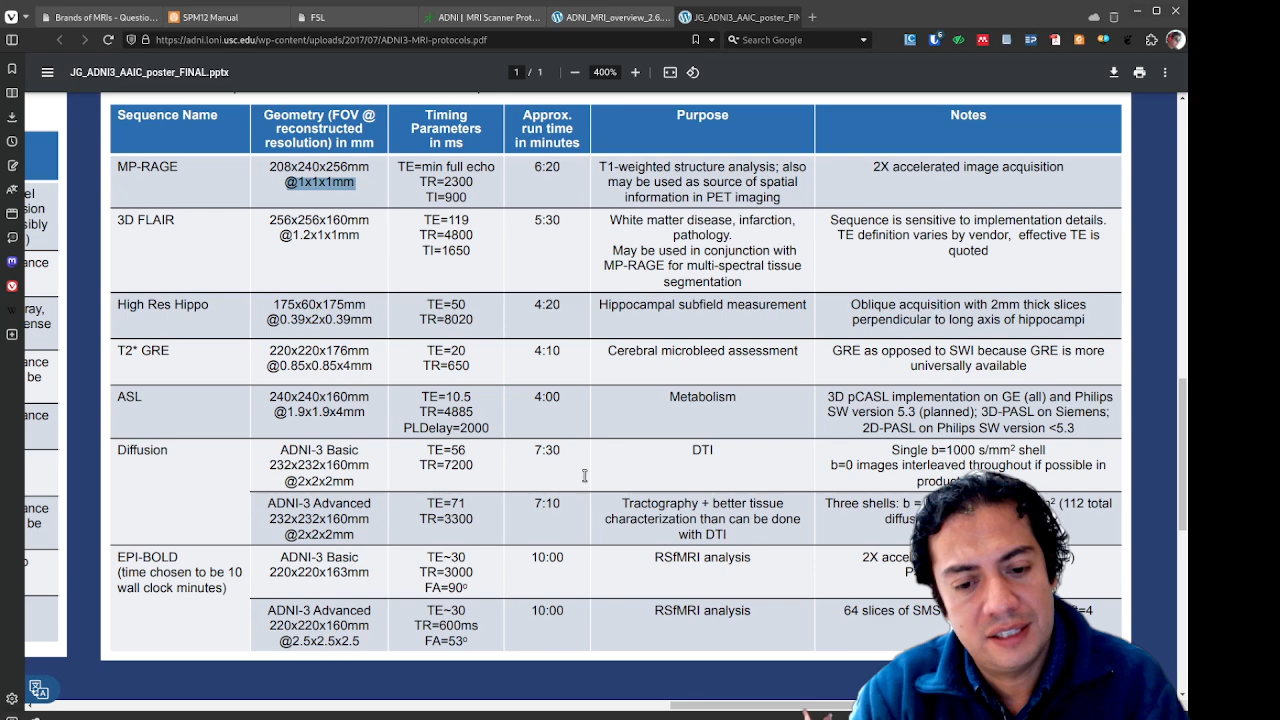 Brands of MRIs - Questio...
SPM12 Manual
FSL
ADNI | MRI Scanner Prot...
ADNI_MRI_overview_2.6....
JG_ADNI3_AAIC_poster_FIN
https://adni.loni.usc.edu/wp-content/uploads/2017/07/ADNI3-MRI-protocols.pdf
Search Google
JG_ADNI3_AAIC_poster_FINAL.pptx
1 / 1
400%
Sequence Name
Geometry (FOV @
reconstructed
resolution) in mm
Timing
Parameters
in ms
Approx.
run time
in minutes
Purpose
Notes
MP-RAGE
208x240x256mm
@1x1x1mm
TE=min full echo
TR=2300
TI=900
6:20
T1-weighted structure analysis; also
may be used as source of spatial
information in PET imaging
2X accelerated image acquisition
3D FLAIR
256x256x160mm
@1.2x1x1mm
TE=119
TR=4800
TI=1650
5:30
White matter disease, infarction,
pathology.
May be used in conjunction with
MP-RAGE for multi-spectral tissue
segmentation
Sequence is sensitive to implementation details.
TE definition varies by vendor, effective TE is
quoted
High Res Hippo
175x60x175mm
@0.39x2x0.39mm
TE=50
TR=8020
4:20
Hippocampal subfield measurement
Oblique acquisition with 2mm thick slices
perpendicular to long axis of hippocampi
T2* GRE
220x220x176mm
@0.85x0.85x4mm
TE=20
TR=650
4:10
Cerebral microbleed assessment
GRE as opposed to SWI because GRE is more
universally available
ASL
240x240x160mm
@1.9x1.9x4mm
TE=10.5
TR=4885
PLDelay=2000
4:00
Metabolism
3D pCASL implementation on GE (all) and Philips
SW version 5.3 (planned); 3D-PASL on Siemens;
2D-PASL on Philips SW version <5.3
Diffusion
ADNI-3 Basic
232x232x160mm
@2x2x2mm
TE=56
TR=7200
7:30
DTI
Single b=1000 s/mm² shell
b=0 images interleaved throughout if possible in
ADNI-3 Advanced
232x232x160mm
@2x2x2mm
TE=71
TR=3300
7:10
Tractography + better tissue
characterization than can be done
with DTI
Three shells: b = (112 total
EPI-BOLD
(time chosen to be 10
wall clock minutes)
ADNI-3 Basic
220x220x163mm
TE~30
TR=3000
FA=90º
10:00
RSfMRI analysis
2X
ADNI-3 Advanced
220x220x160mm
@2.5x2.5x2.5
TE~30
TR=600ms
FA=53º
10:00
RSfMRI analysis
64 slices of